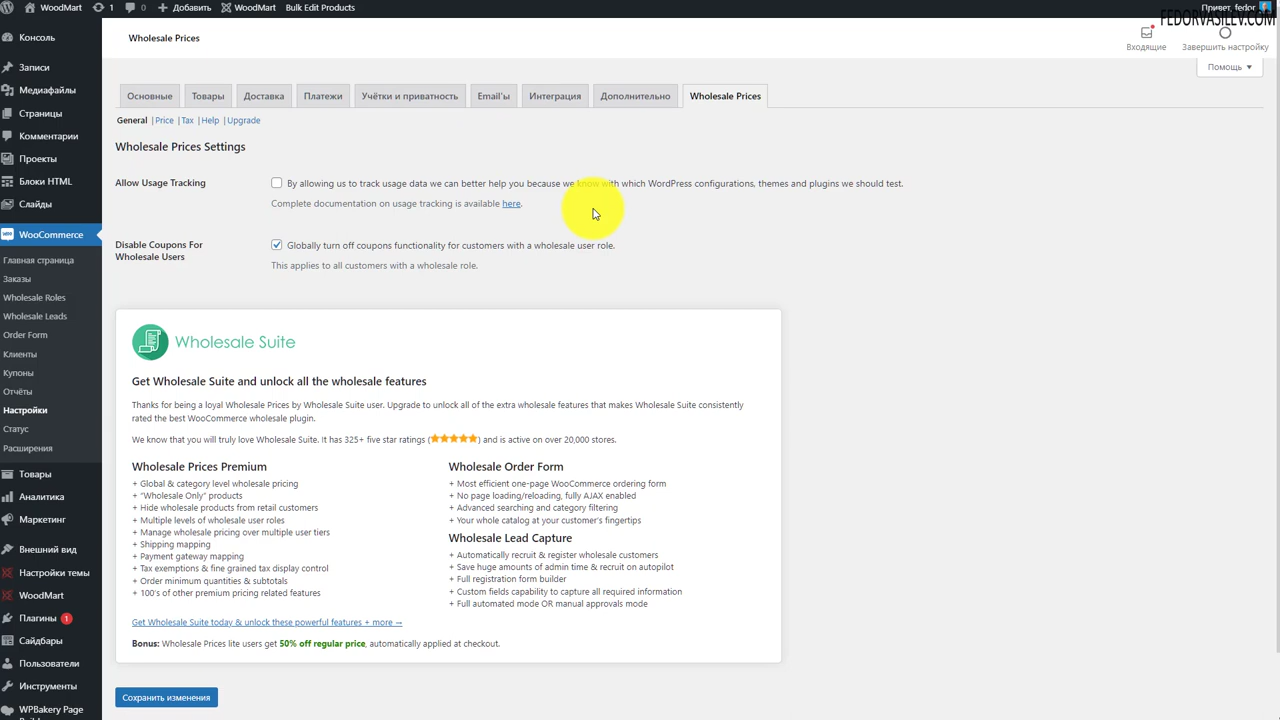 WoodMart 1 0 Добавить WoodMart Bulk Edit Products Привет, fedor
FEDORVASILEV.COM
Wholesale Prices
Входящие Завершить настройку
Помощь
Консоль
Записи
Медиафайлы
Страницы
Комментарии
Проекты
Блоки HTML
Слайды
WooCommerce
Главная страница
Заказы
Wholesale Roles
Wholesale Leads
Order Form
Клиенты
Купоны
Отчёты
Настройки
Статус
Расширения
Товары
Аналитика
Маркетинг
Внешний вид
Настройки темы
WoodMart
Плагины 1
Сайдбары
Пользователи
Инструменты
WPBakery Page
Основные Товары Доставка Платежи Учётки и приватность Email'ы Интеграция Дополнительно Wholesale Prices
General | Price | Tax | Help | Upgrade
Wholesale Prices Settings
Allow Usage Tracking
By allowing us to track usage data we can better help you because we know with which WordPress configurations, themes and plugins we should test.
Complete documentation on usage tracking is available here.
Disable Coupons For
Wholesale Users
Globally turn off coupons functionality for customers with a wholesale user role.
This applies to all customers with a wholesale role.
Wholesale Suite
Get Wholesale Suite and unlock all the wholesale features
Thanks for being a loyal Wholesale Prices by Wholesale Suite user. Upgrade to unlock all of the extra wholesale features that makes Wholesale Suite consistently
rated the best WooCommerce wholesale plugin.
We know that you will truly love Wholesale Suite. It has 325+ five star ratings (★★★★★) and is active on over 20,000 stores.
Wholesale Prices Premium
+ Global & category level wholesale pricing
+ "Wholesale Only" products
+ Hide wholesale products from retail customers
+ Multiple levels of wholesale user roles
+ Manage wholesale pricing over multiple user tiers
+ Shipping mapping
+ Payment gateway mapping
+ Tax exemptions & fine grained tax display control
+ Order minimum quantities & subtotals
+ 100's of other premium pricing related features
Wholesale Order Form
+ Most efficient one-page WooCommerce ordering form
+ No page loading/reloading, fully AJAX enabled
+ Advanced searching and category filtering
+ Your whole catalog at your customer's fingertips
Wholesale Lead Capture
+ Automatically recruit & register wholesale customers
+ Save huge amounts of admin time & recruit on autopilot
+ Full registration form builder
+ Custom fields capability to capture all required information
+ Full automated mode OR manual approvals mode
Get Wholesale Suite today & unlock these powerful features + more →
Bonus: Wholesale Prices lite users get 50% off regular price, automatically applied at checkout.
Сохранить изменения